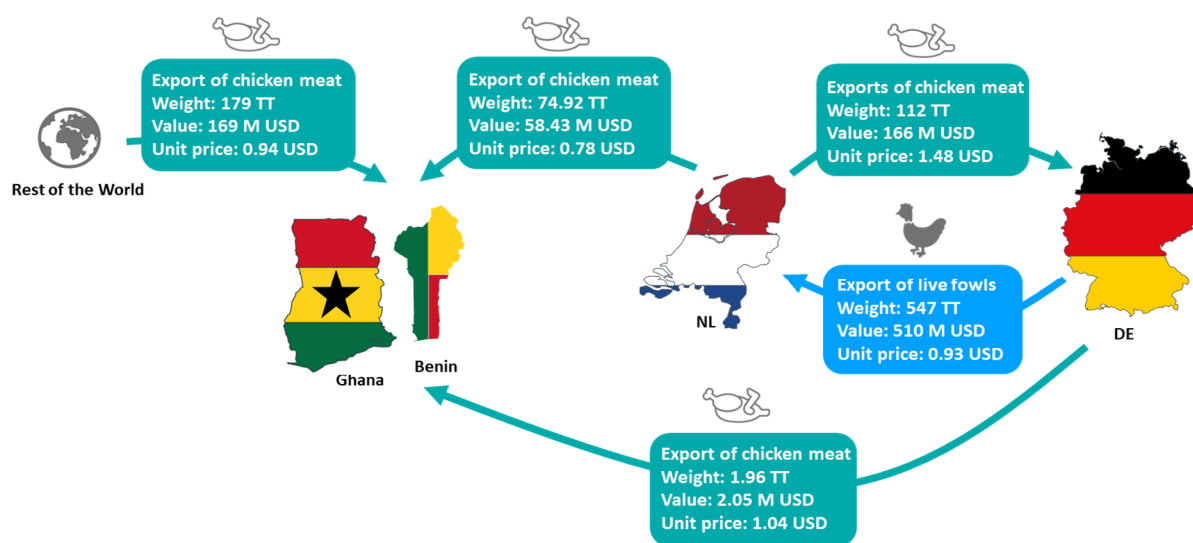 Export of chicken meat
Weight: 179 TT
Value: 169 M USD
Unit price: 0.94 USD
Export of chicken meat
Weight: 74.92 TT
Value: 58.43 M USD
Unit price: 0.78 USD
Exports of chicken meat
Weight: 112 TT
Value: 166 M USD
Unit price: 1.48 USD
Rest of the World
Export of live fowls
Weight: 547 TT
Value: 510 M USD
Unit price: 0.93 USD
NL
DE
Benin
Ghana
Export of chicken meat
Weight: 1.96 TT
Value: 2.05 M USD
Unit price: 1.04 USD